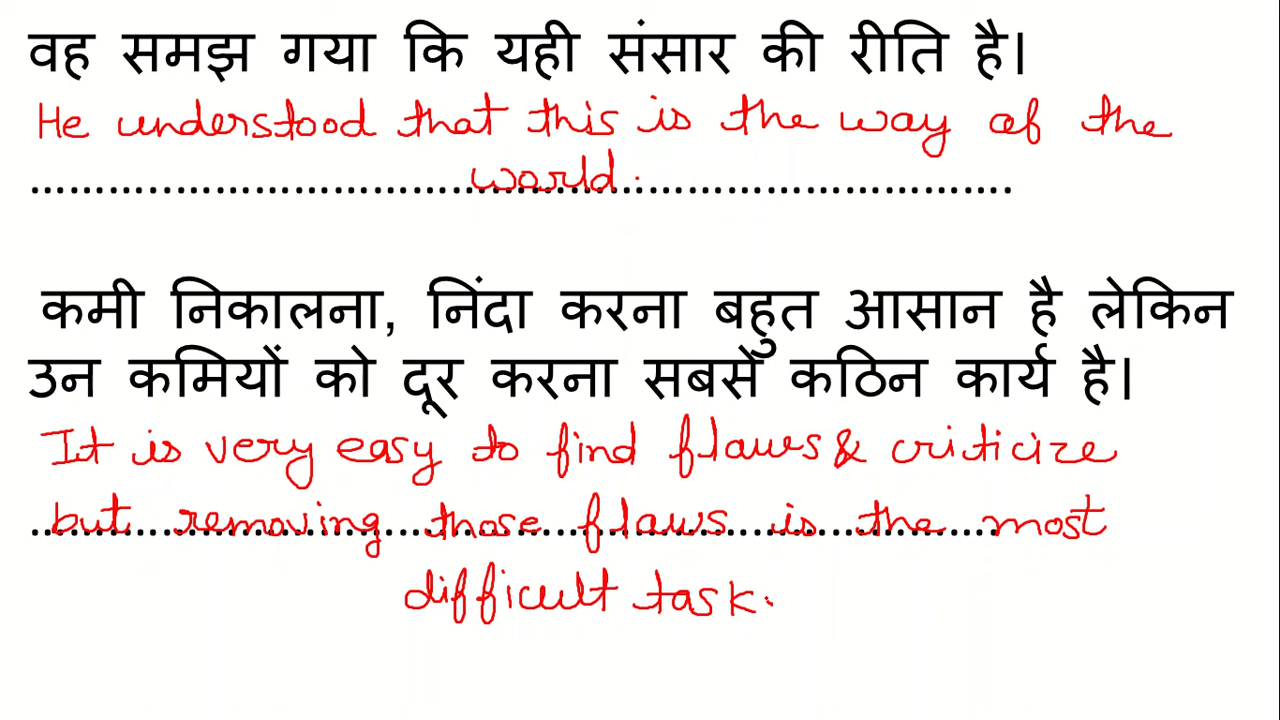 वह समझ गया कि यही संसार की रीति है।
He understood that this is the way of the
world.
कमी निकालना, निंदा करना बहुत आसान है लेकिन
उन कमियों को दूर करना सबसे कठिन कार्य है।
It is very easy to find flaws & criticize
but removing those flaws is the most
difficult task.